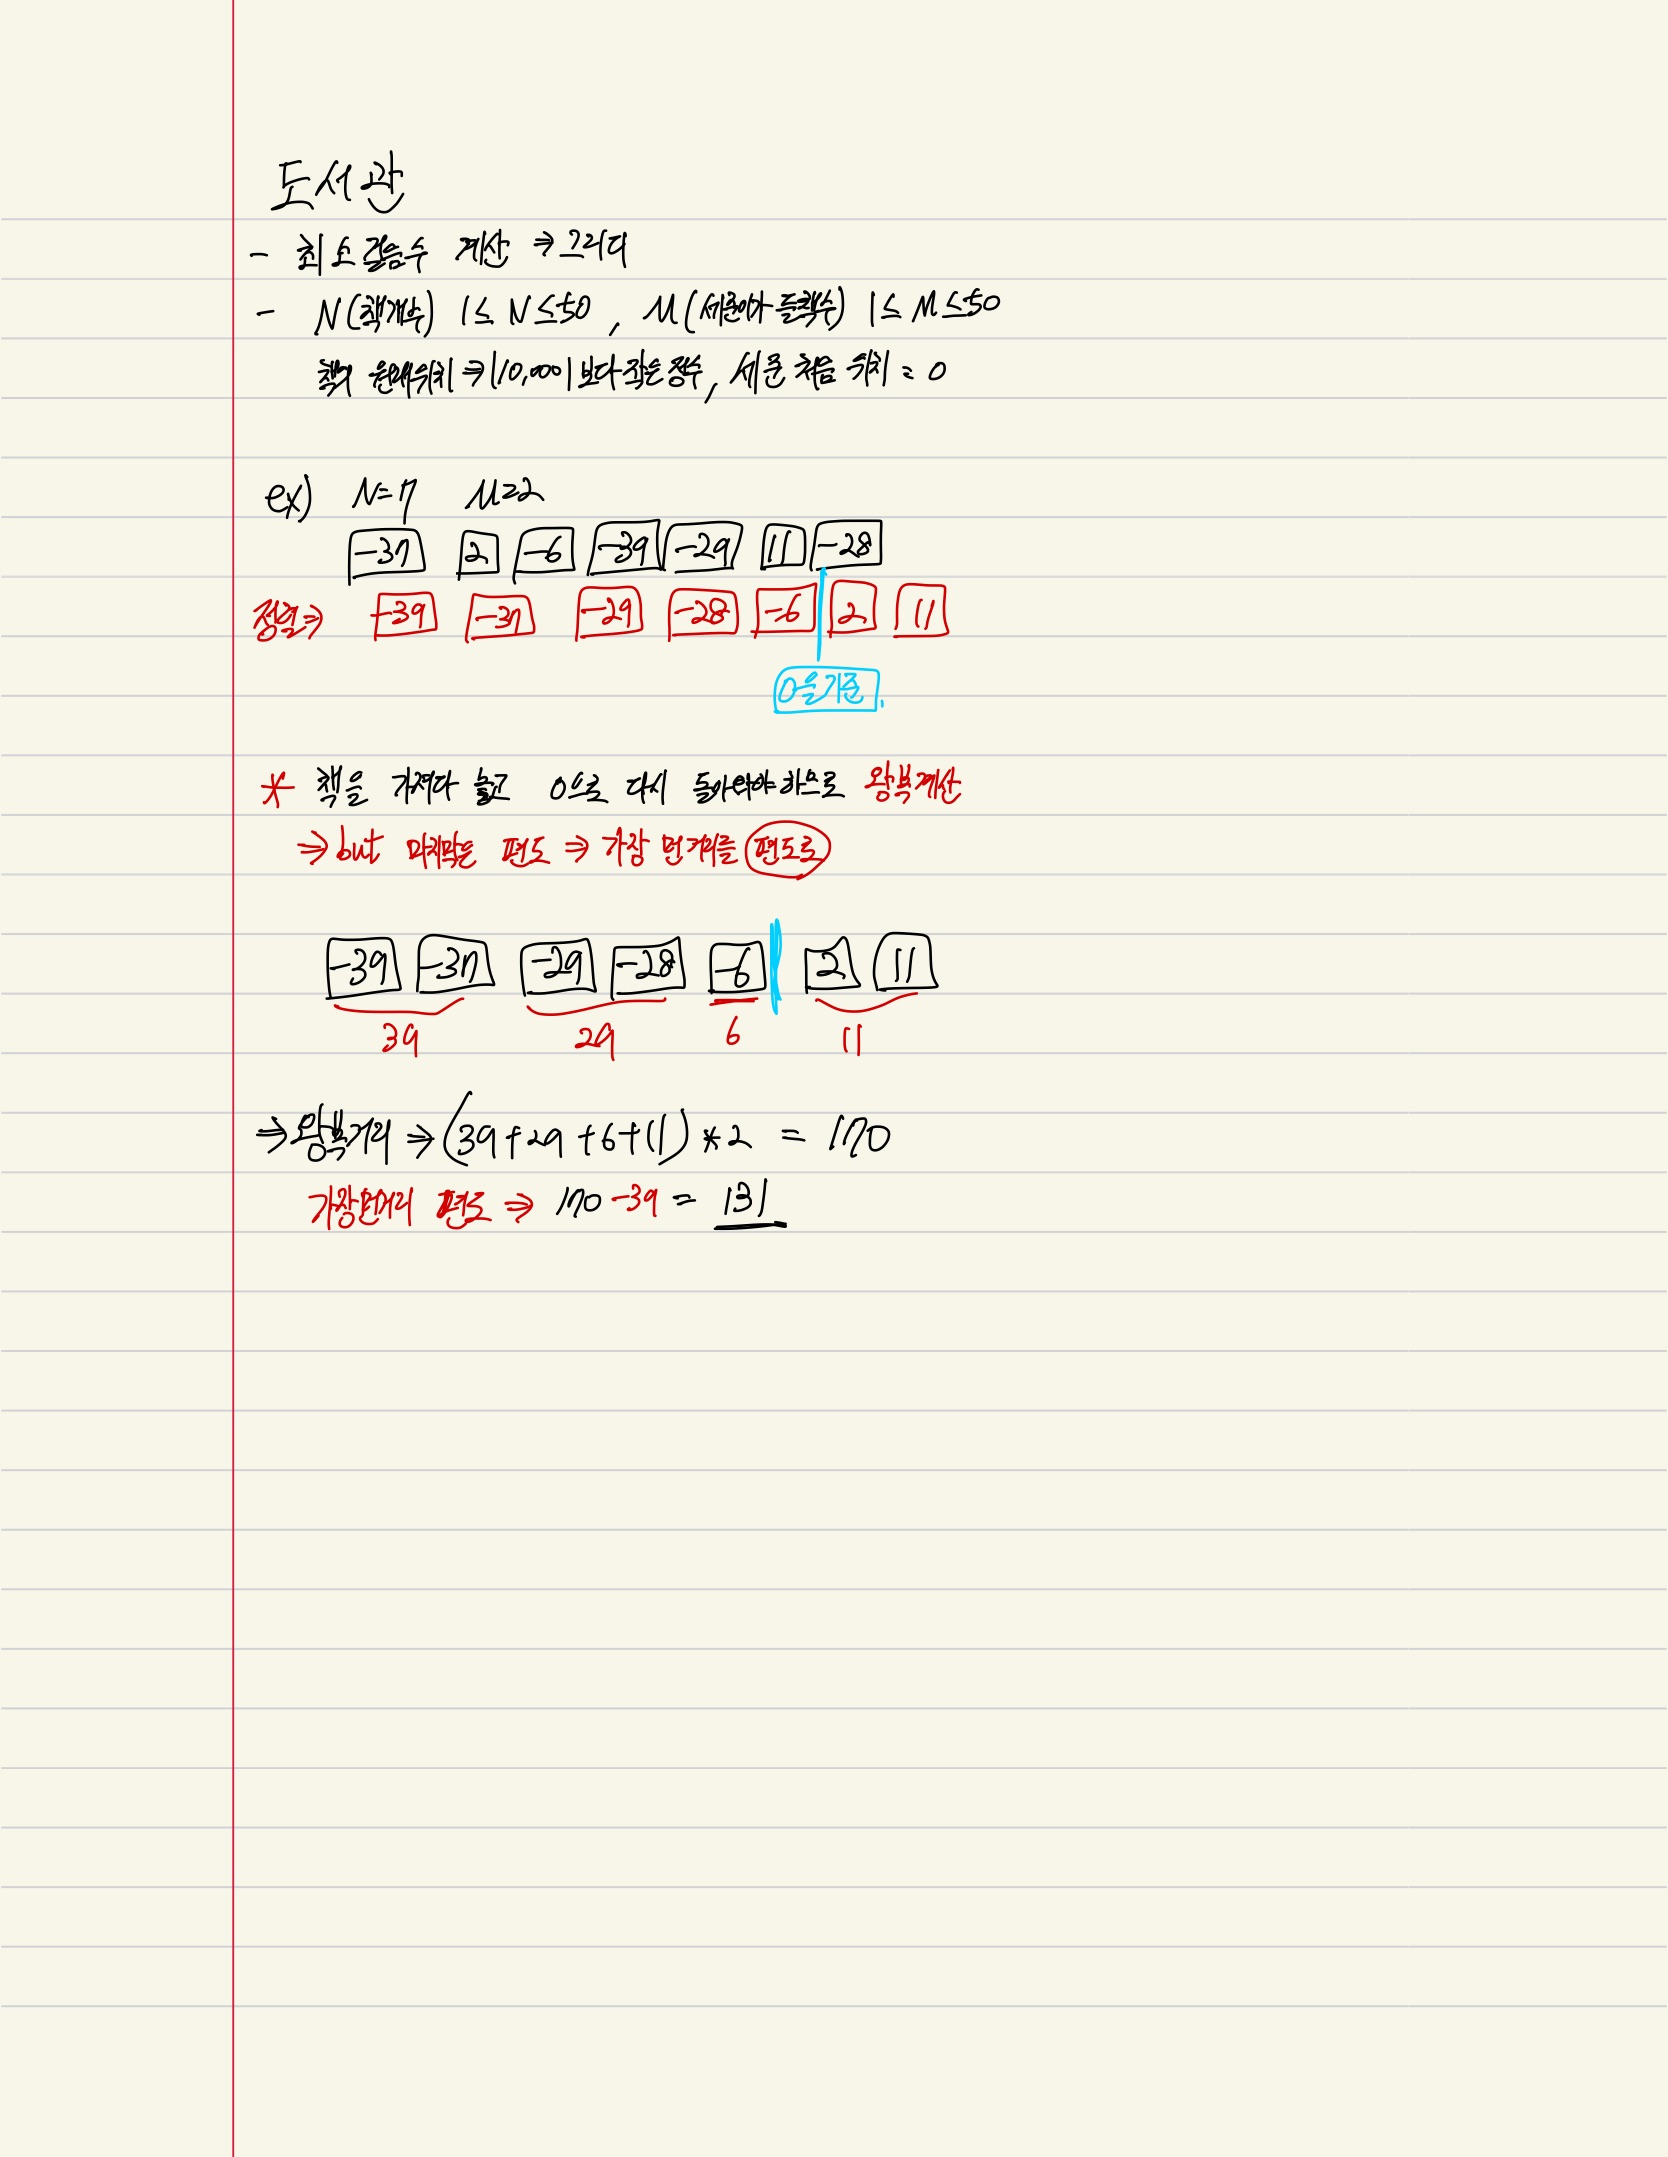 도서관
- 최소 걸음수 계산 ⇒ 그리디
- N(책개수) 1 ≤ N ≤ 50 , M(세준이가 들책수) 1 ≤ M ≤ 50
책의 원래위치 ⇒ |10,000| 보다 작은 정수, 세준 처음 위치 = 0
ex) N=7 M=2
-37 2 -6 -39 -29 11 -28
정렬⇒ -39 -37 -29 -28 -6 2 11
0을 기준.
* 책을 가져다 놓고 0으로 다시 돌아와야 하므로 왕복계산
⇒ but 마지막은 편도 ⇒ 가장 먼거리를 편도로
-39 -37 -29 -28 -6 2 11
39 29 6 11
⇒ 왕복거리 ⇒ (39+29+6+11) * 2 = 170
가장먼거리 편도 ⇒ 170 -39 = 131